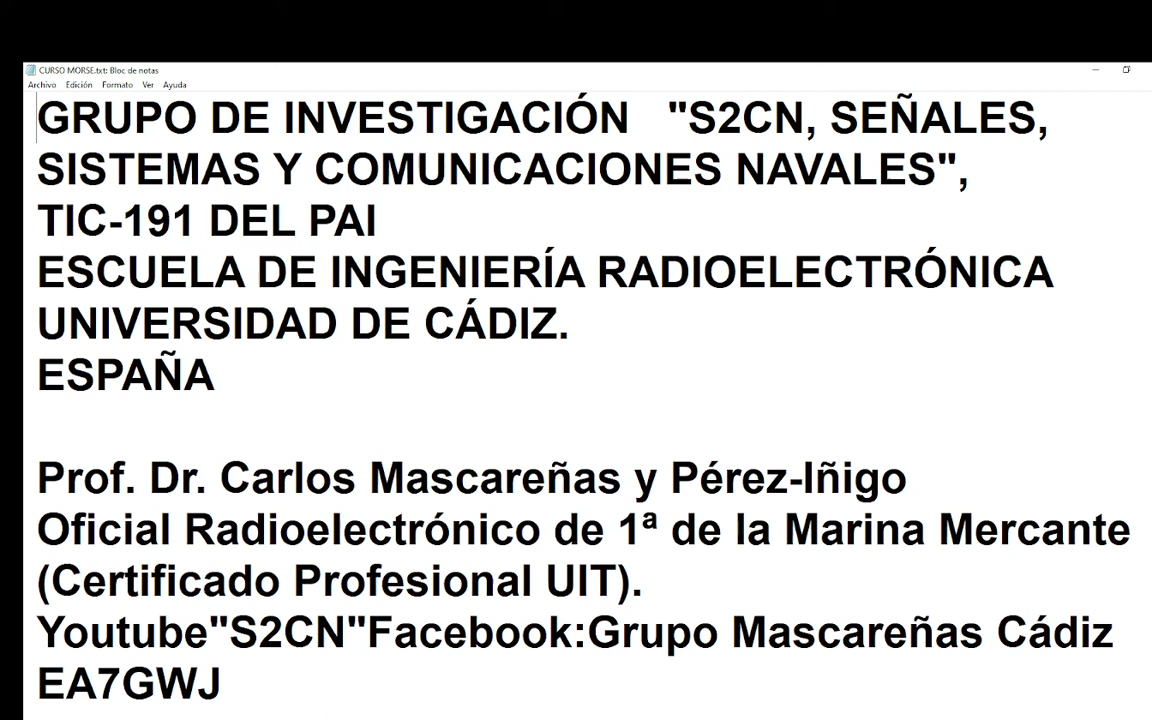 CURSO MORSE.txt: Bloc de notas
Archivo Edición Formato Ver Ayuda
GRUPO DE INVESTIGACIÓN "S2CN, SEÑALES,
SISTEMAS Y COMUNICACIONES NAVALES",
TIC-191 DEL PAI
ESCUELA DE INGENIERÍA RADIOELECTRÓNICA
UNIVERSIDAD DE CÁDIZ.
ESPAÑA
Prof. Dr. Carlos Mascareñas y Pérez-Iñigo
Oficial Radioelectrónico de 1ª de la Marina Mercante
(Certificado Profesional UIT).
Youtube"S2CN"Facebook:Grupo Mascareñas Cádiz
EA7GWJ